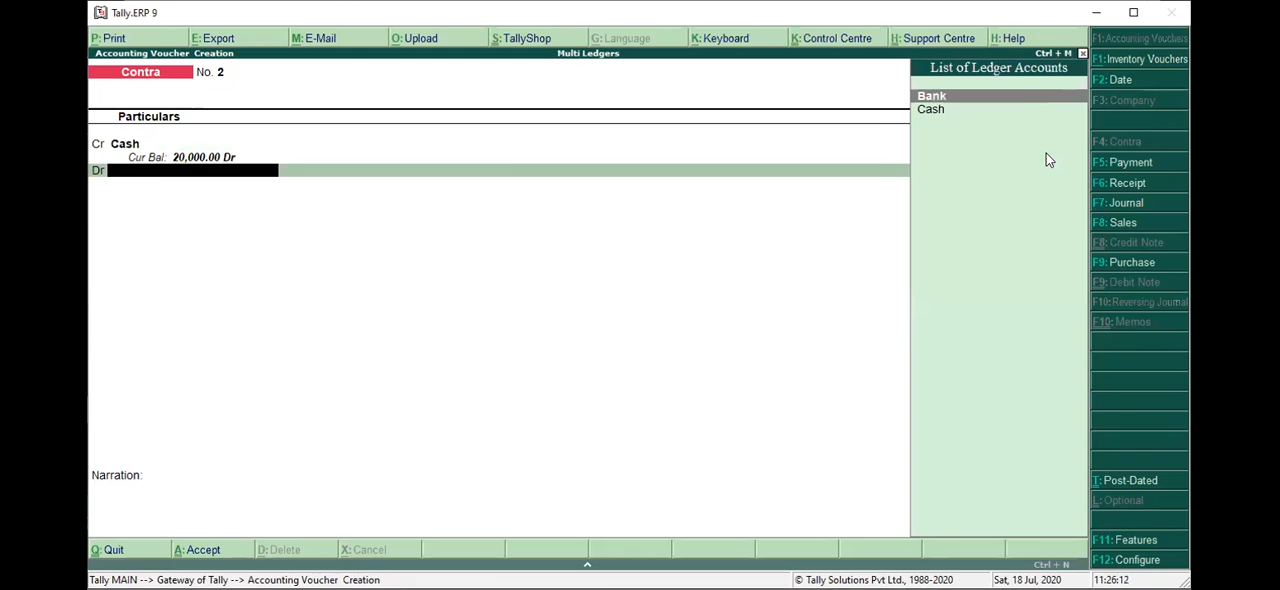 Tally.ERP 9
P: Print E: Export M: E-Mail O: Upload S: TallyShop G: Language K: Keyboard K: Control Centre H: Support Centre H: Help
F1: Accounting Vouchers
Accounting Voucher Creation Multi Ledgers Ctrl + M
Contra No. 2
List of Ledger Accounts
F1: Inventory Vouchers
F2: Date
Bank
F3: Company
Cash
Particulars
Cr Cash
F4: Contra
Cur Bal: 20,000.00 Dr
F5: Payment
Dr
F6: Receipt
F7: Journal
F8: Sales
F8: Credit Note
F9: Purchase
F9: Debit Note
F10: Reversing Journal
F10: Memos
Narration:
T: Post-Dated
L: Optional
F11: Features
Q: Quit A: Accept D: Delete X: Cancel
F12: Configure
Ctrl + N
Tally MAIN --> Gateway of Tally --> Accounting Voucher Creation © Tally Solutions Pvt Ltd., 1988-2020 Sat, 18 Jul, 2020 11:26:12